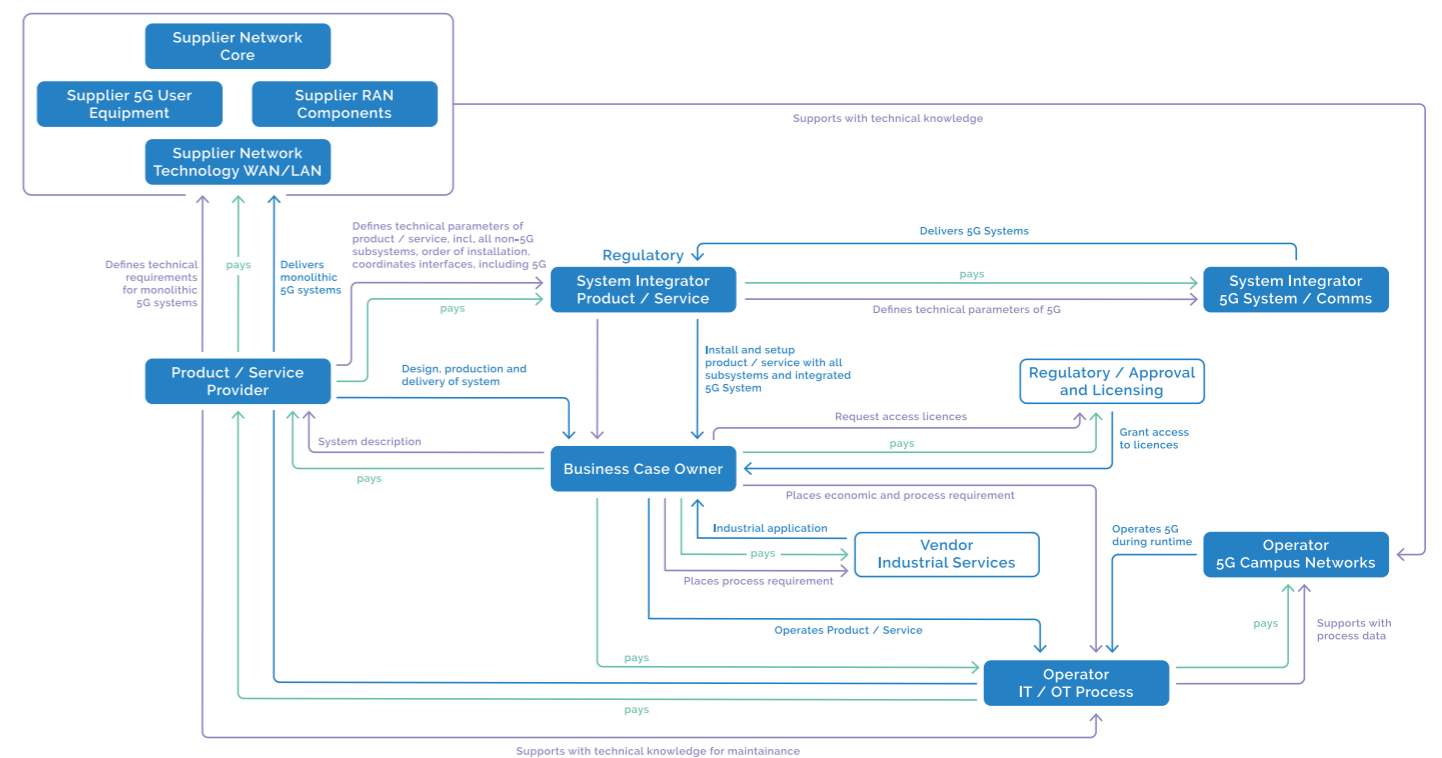 Supplier Network
Core
Supplier 5G User
Equipment
Supplier RAN
Components
Supplier Network
Technology WAN/LAN
Supports with technical knowledge
Defines technical
requirements
for monolithic
5G systems
pays
Delivers
monolithic
5G systems
Defines technical parameters of
product / service, incl. all non-5G
subsystems, order of installation,
coordinates interfaces, including 5G
pays
Regulatory
System Integrator
Product / Service
Delivers 5G Systems
pays
Defines technical parameters of 5G
System Integrator
5G System / Comms
Product / Service
Provider
Design, production and
delivery of system
Install and setup
product / service with all
subsystems and integrated
5G System
Regulatory / Approval
and Licensing
Request access licences
pays
Grant access
to licences
System description
pays
Business Case Owner
Places economic and process requirement
Industrial application
pays
Places process requirement
Vendor
Industrial Services
Operates 5G
during runtime
Operator
5G Campus Networks
Operates Product / Service
pays
Supports with
process data
pays
Operator
IT / OT Process
pays
Supports with technical knowledge for maintainance